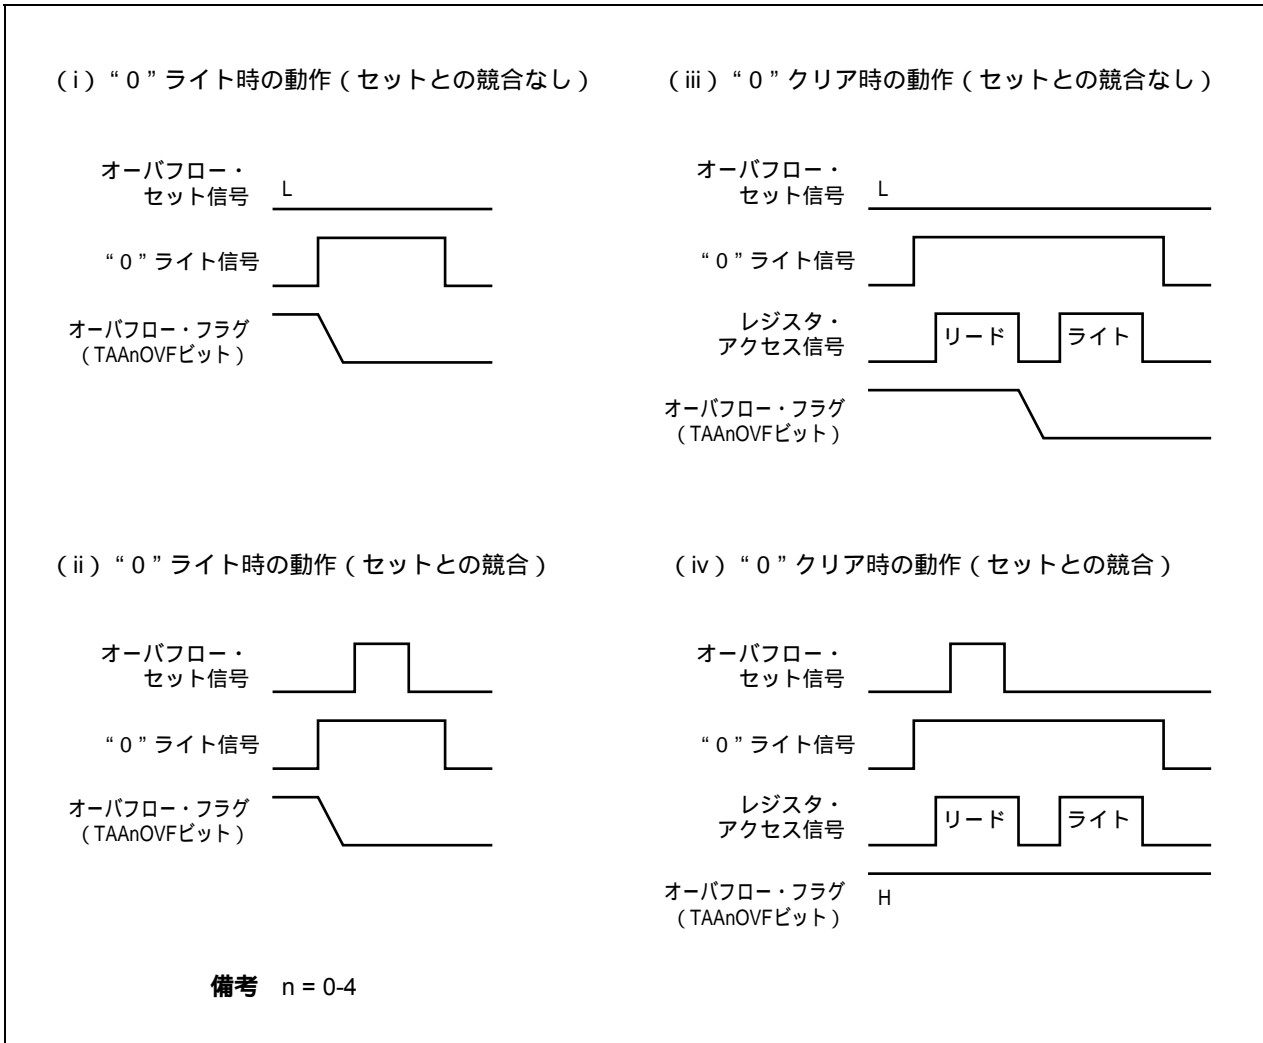 （i）“０”ライト時の動作（セットとの競合なし）
オーバフロー・
セット信号
L
“０”ライト信号
オーバフロー・フラグ
（TAAnOVFビット）
（iii）“０”クリア時の動作（セットとの競合なし）
オーバフロー・
セット信号
L
“０”ライト信号
レジスタ・
アクセス信号
リード
ライト
オーバフロー・フラグ
（TAAnOVFビット）
（ii）“０”ライト時の動作（セットとの競合）
オーバフロー・
セット信号
“０”ライト信号
オーバフロー・フラグ
（TAAnOVFビット）
（iv）“０”クリア時の動作（セットとの競合）
オーバフロー・
セット信号
“０”ライト信号
レジスタ・
アクセス信号
リード
ライト
オーバフロー・フラグ
（TAAnOVFビット）
H
備考　n = 0-4